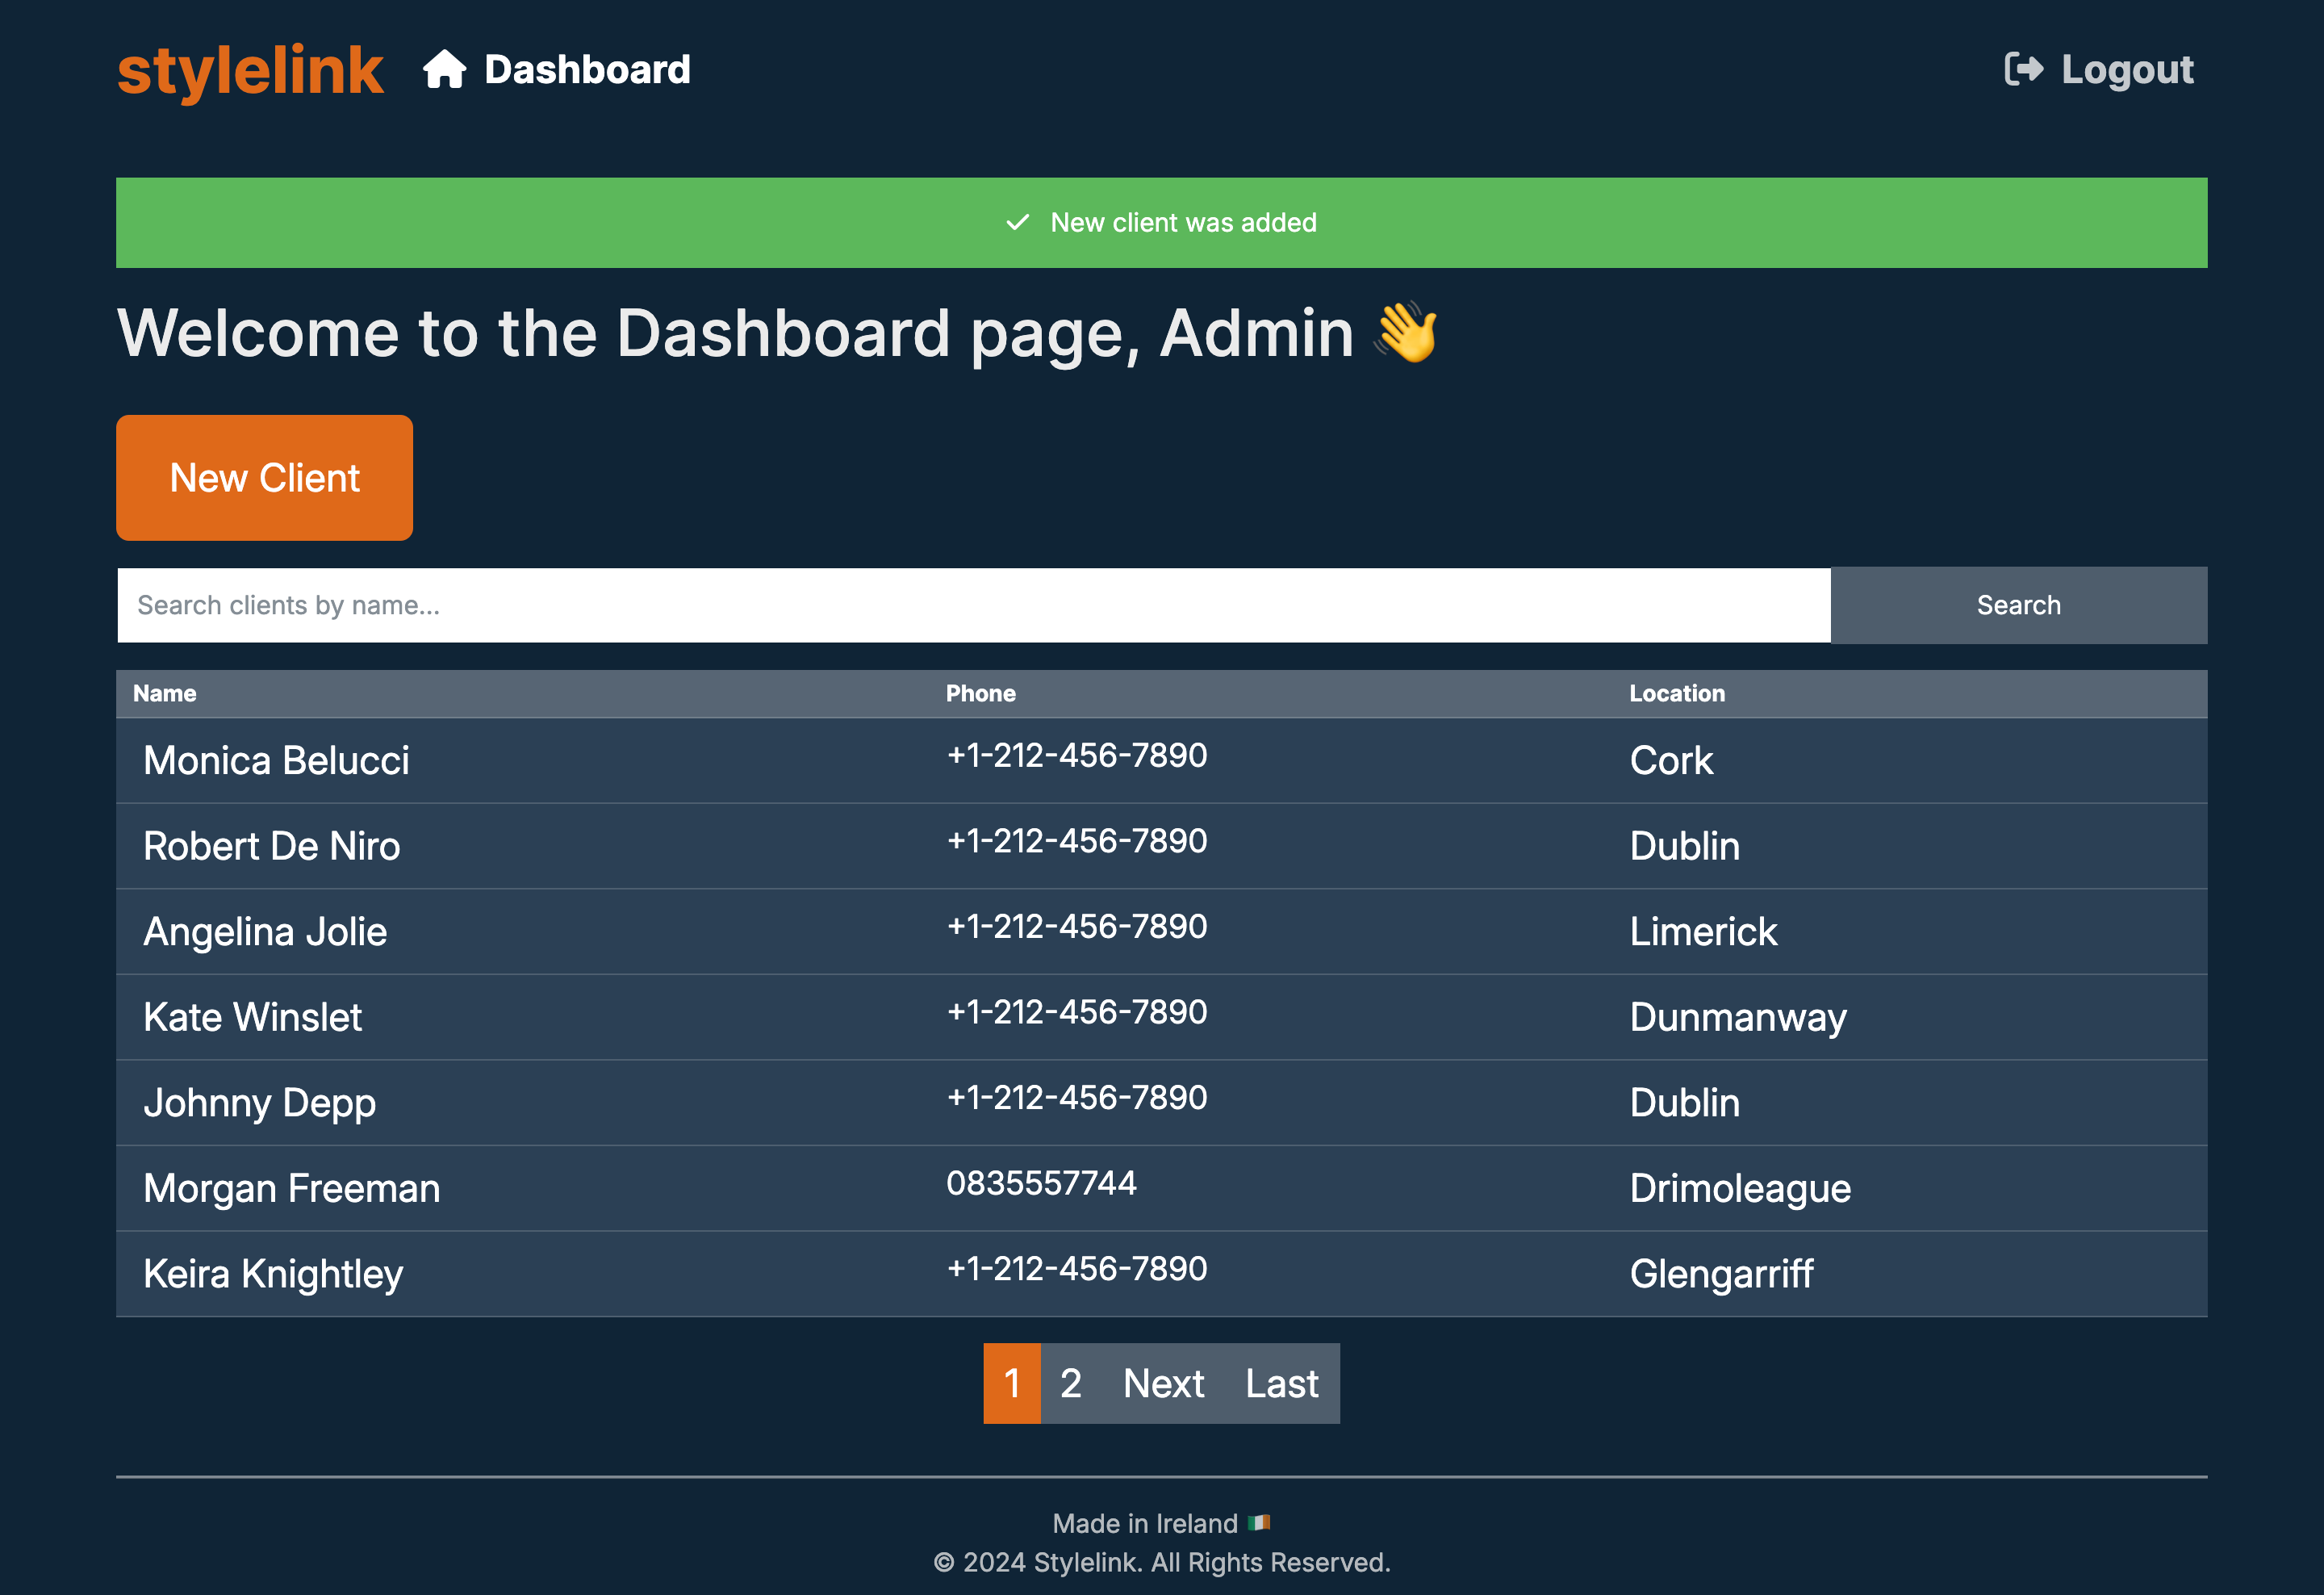 stylelink Dashboard Logout
New client was added
Welcome to the Dashboard page, Admin 👋
New Client
Search clients by name... Search
Name Phone Location
Monica Belucci +1-212-456-7890 Cork
Robert De Niro +1-212-456-7890 Dublin
Angelina Jolie +1-212-456-7890 Limerick
Kate Winslet +1-212-456-7890 Dunmanway
Johnny Depp +1-212-456-7890 Dublin
Morgan Freeman 0835557744 Drimoleague
Keira Knightley +1-212-456-7890 Glengarriff
1 2 Next Last
Made in Ireland 🇮🇪
© 2024 Stylelink. All Rights Reserved.